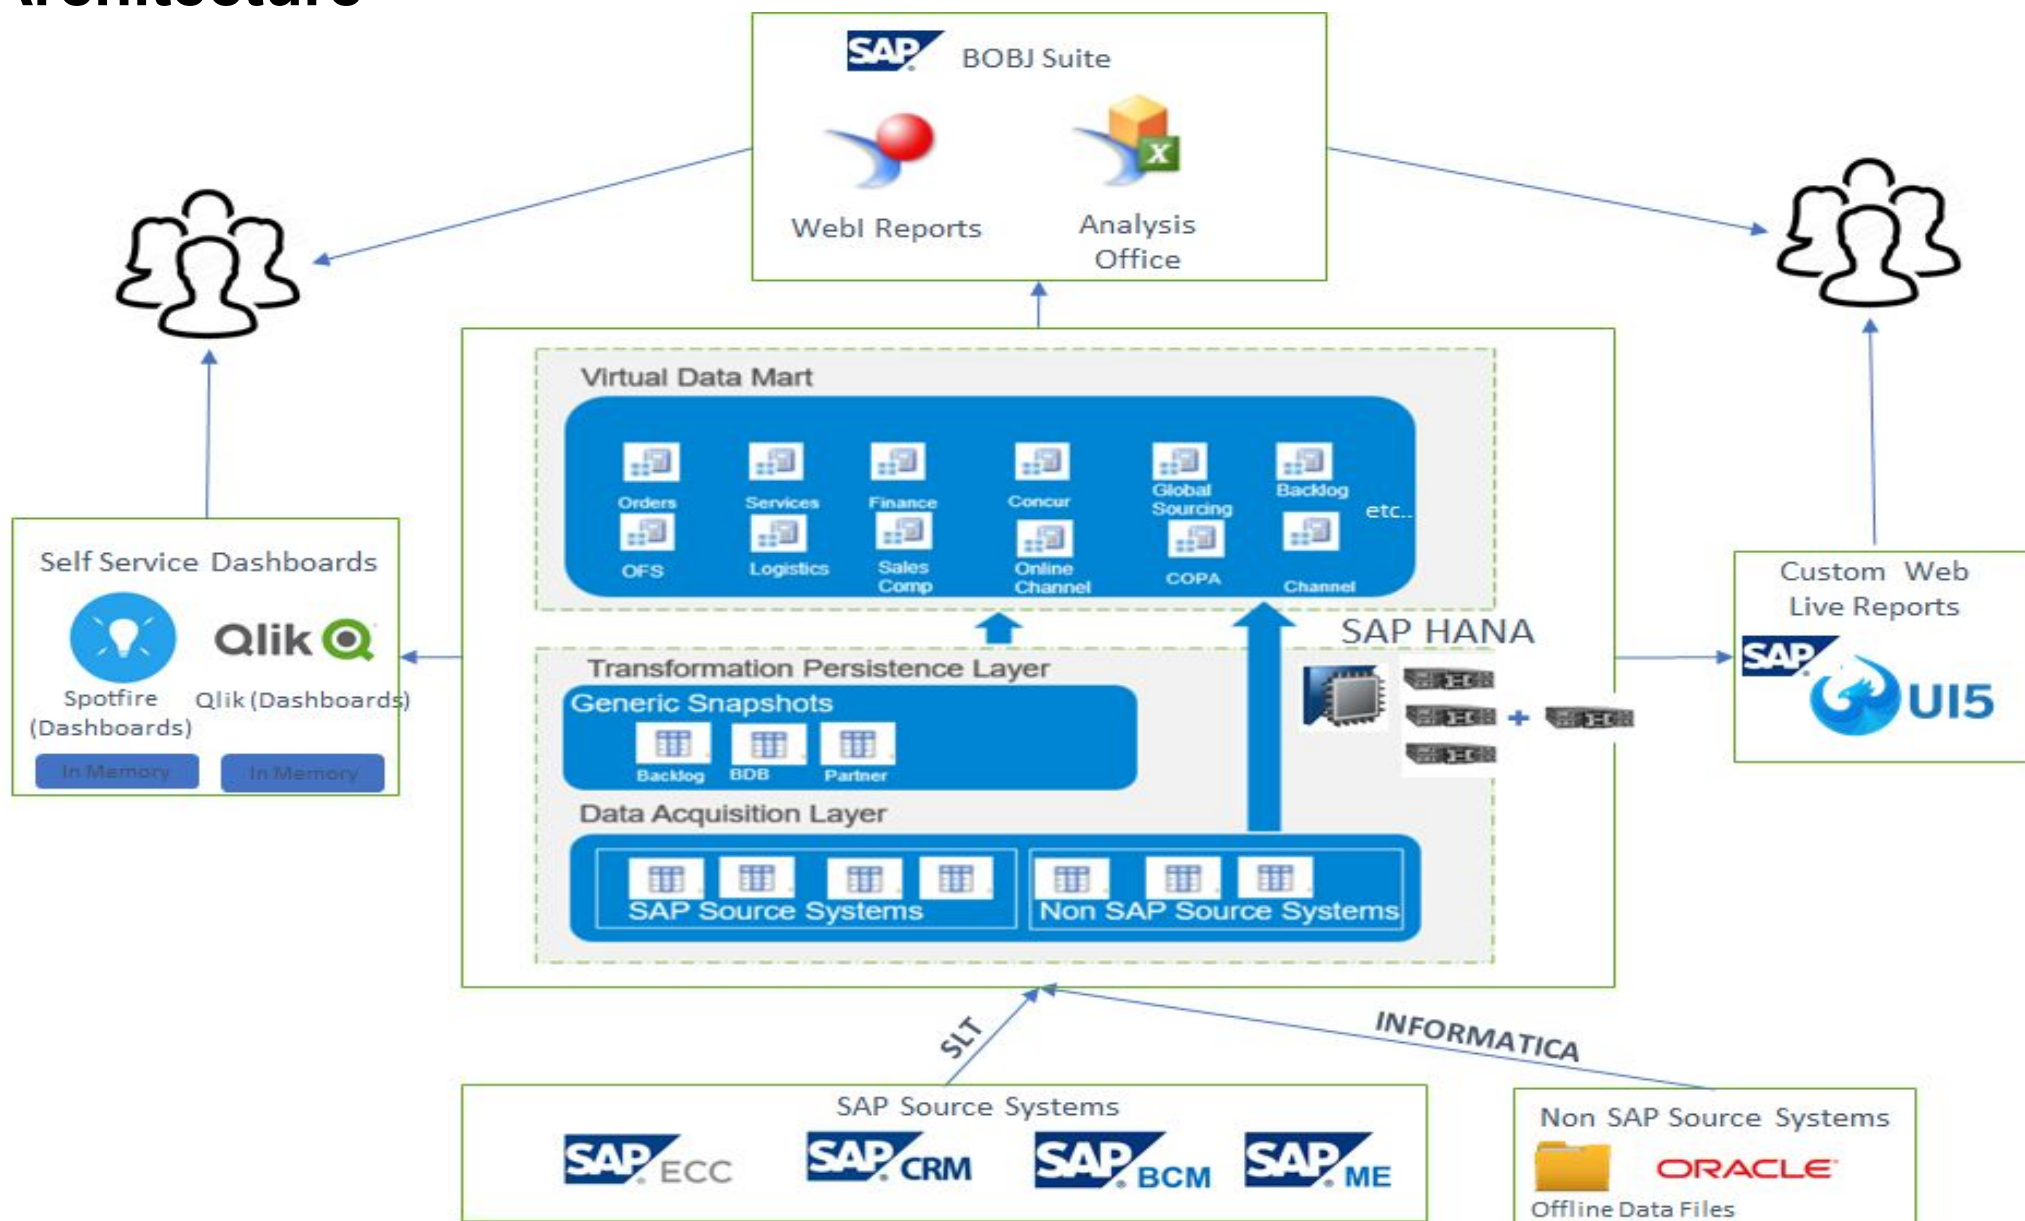 Architecture
SAP BOBJ Suite
WebI Reports
Analysis
Office
X
Virtual Data Mart
Orders
Services
Finance
Concur
Global
Sourcing
Backlog
etc..
OFS
Logistics
Sales
Comp
Online
Channel
COPA
Channel
Self Service Dashboards
Qlik
Spotfire
(Dashboards)
Qlik (Dashboards)
In Memory
In Memory
SAP HANA
Transformation Persistence Layer
Generic Snapshots
Backlog
BDB
Partner
Data Acquisition Layer
SAP Source Systems
Non SAP Source Systems
Custom Web
Live Reports
SAP
UI5
SLT
INFORMATICA
SAP Source Systems
SAP ECC
SAP CRM
SAP BCM
SAP ME
Non SAP Source Systems
ORACLE
Offline Data Files